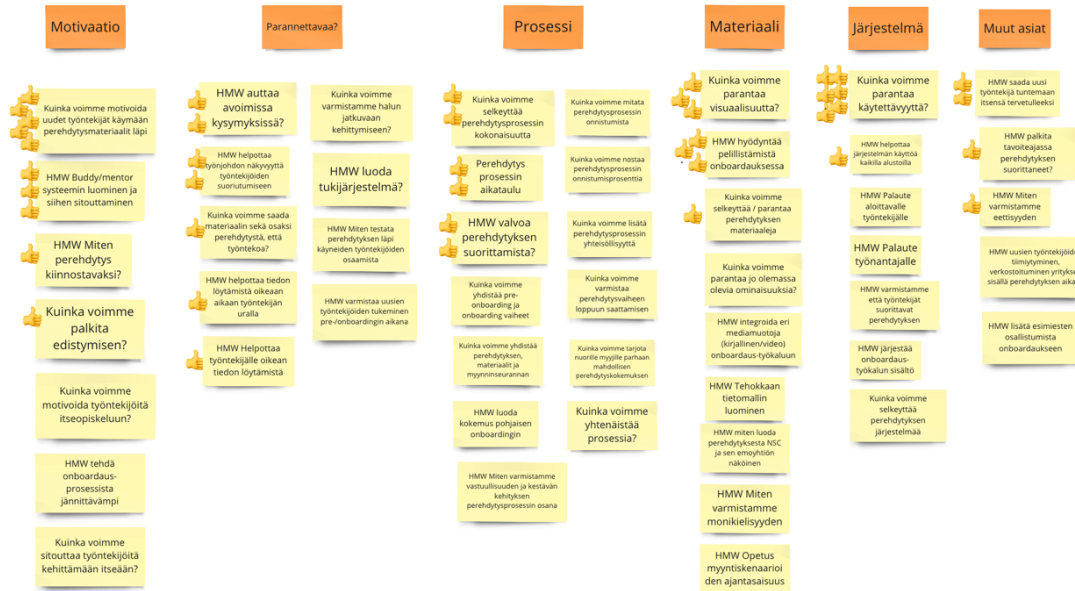 Motivaatio
Parannettavaa?
Prosessi
Materiaali
Järjestelmä
Muut asiat
Kuinka voimme motivoida
uudet työntekijät käymään
perehdytysmateriaalit läpi
HMW Buddy/mentor
systeemin luominen ja
siihen sitouttaminen
HMW Miten
perehdytys
kiinnostavaksi?
Kuinka voimme
palkita
edistymisen?
Kuinka voimme
motivoida työntekijöitä
itseopiskeluun?
HMW tehdä
onboardaus-
prosessista
jännittävämpi
Kuinka voimme
sitouttaa työntekijöitä
kehittämään itseään?
HMW auttaa
avoimissa
kysymyksissä?
HMW helpottaa
työnjohdon näkyvyyttä
työntekijöiden
suoriutumiseen
Kuinka voimme saada
materiaalin sekä osaksi
perehdytystä, että
työntekoa?
HMW helpottaa tiedon
löytämistä oikeaan
aikaan työntekijän
uralla
HMW Helpottaa
työntekijälle oikean
tiedon löytämistä
Kuinka voimme
varmistamme halun
jatkuvaan
kehittymiseen?
HMW luoda
tukijärjestelmä?
HMW Miten testata
perehdytyksen läpi
käyneiden työntekijöiden
osaamista
HMW varmistaa uusien
työntekijöiden tukeminen
pre-/onboardingin aikana
Kuinka voimme
selkeyttää
perehdytysprosessin
kokonaisuutta
Perehdytys
prosessin
aikataulu
HMW valvoa
perehdytyksen
suorittamista?
Kuinka voimme
yhdistää pre-
onboarding ja
onboarding vaiheet
Kuinka voimme yhdistää
perehdytyksen,
materiaalit ja
myynninseurannan
HMW luoda
kokemus pohjaisen
onboardingin
HMW Miten varmistamme
vastuullisuuden ja kestävän
kehityksen
perehdytysprosessin osana
Kuinka voimme mitata
perehdytysprosessin
onnistumista
Kuinka voimme nostaa
perehdytysprosessin
onnistumisprosentia
Kuinka voimme lisätä
perehdytysprosessin
yhteisöllisyyttä
Kuinka voimme
varmistaa
perehdytysvaiheen
loppuun saattamisen
Kuinka voimme tarjota
nuorille myyjille parhaan
mahdollisen
perehdytyskokemuksen
Kuinka voimme
yhtenäistää
prosessia?
Kuinka voimme
parantaa
visuaalisuutta?
HMW hyödyntää
pelillistämistä
onboardauksessa
Kuinka voimme
selkeyttää / parantaa
perehdytyksen
materiaaleja
Kuinka voimme
parantaa jo olemassa
olevia ominaisuuksia?
HMW integroida eri
mediamuotoja
(kirjallinen/video)
onboardaus-työkaluun
HMW Tehokkaan
tietomallin
luominen
HMW miten luoda
perehdytyksesta NSC
ja sen emoyhtiön
näköinen
HMW Miten
varmistamme
monikielisyyden
HMW Opetus
myyntiskenaarioi
den ajantasaisuus
Kuinka voimme
parantaa
käytettävyyttä?
HMW helpottaa
järjestelmän käyttöä
kaikilla alustoilla
HMW Palaute
aloittavalle
työntekijälle
HMW Palaute
työnantajalle
HMW varmistamme
että työntekijät
suorittavat
perehdytyksen
HMW järjestää
onboardaus-
työkalun sisältö
Kuinka voimme
selkeyttää
perehdytyksen
järjestelmää
HMW saada uusi
työntekijä tuntemaan
itsensä tervetulleeksi
HMW palkita
tavoiteajassa
perehdytyksen
suorittaneet?
HMW Miten
varmistamme
eettisyyden
HMW uusien työntekijöide
tiimiytyminen,
verkostoituminen yritykse
sisällä perehdytyksen aika
HMW lisätä esimiesten
osallistumista
onboardaukseen